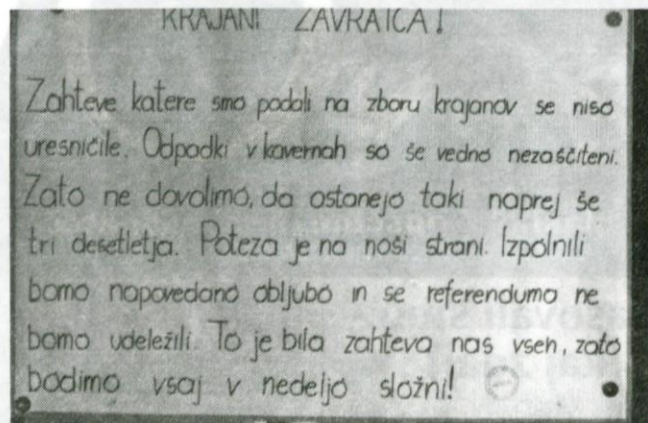 KRAJANI ZAVRATCA!
Zahteve katere smo podali na zboru krajanov se niso
uresničile. Odpadki v kavernah so še vedno nezaščiteni.
Zato ne dovolimo, da ostanejo taki naprej še
tri desetletja. Poteza je na naši strani. Izpolnili
bomo napovedano obljubo in se referenduma ne
bomo udeležili. To je bila zahteva nas vseh, zato
bodimo vsaj v nedeljo složni!